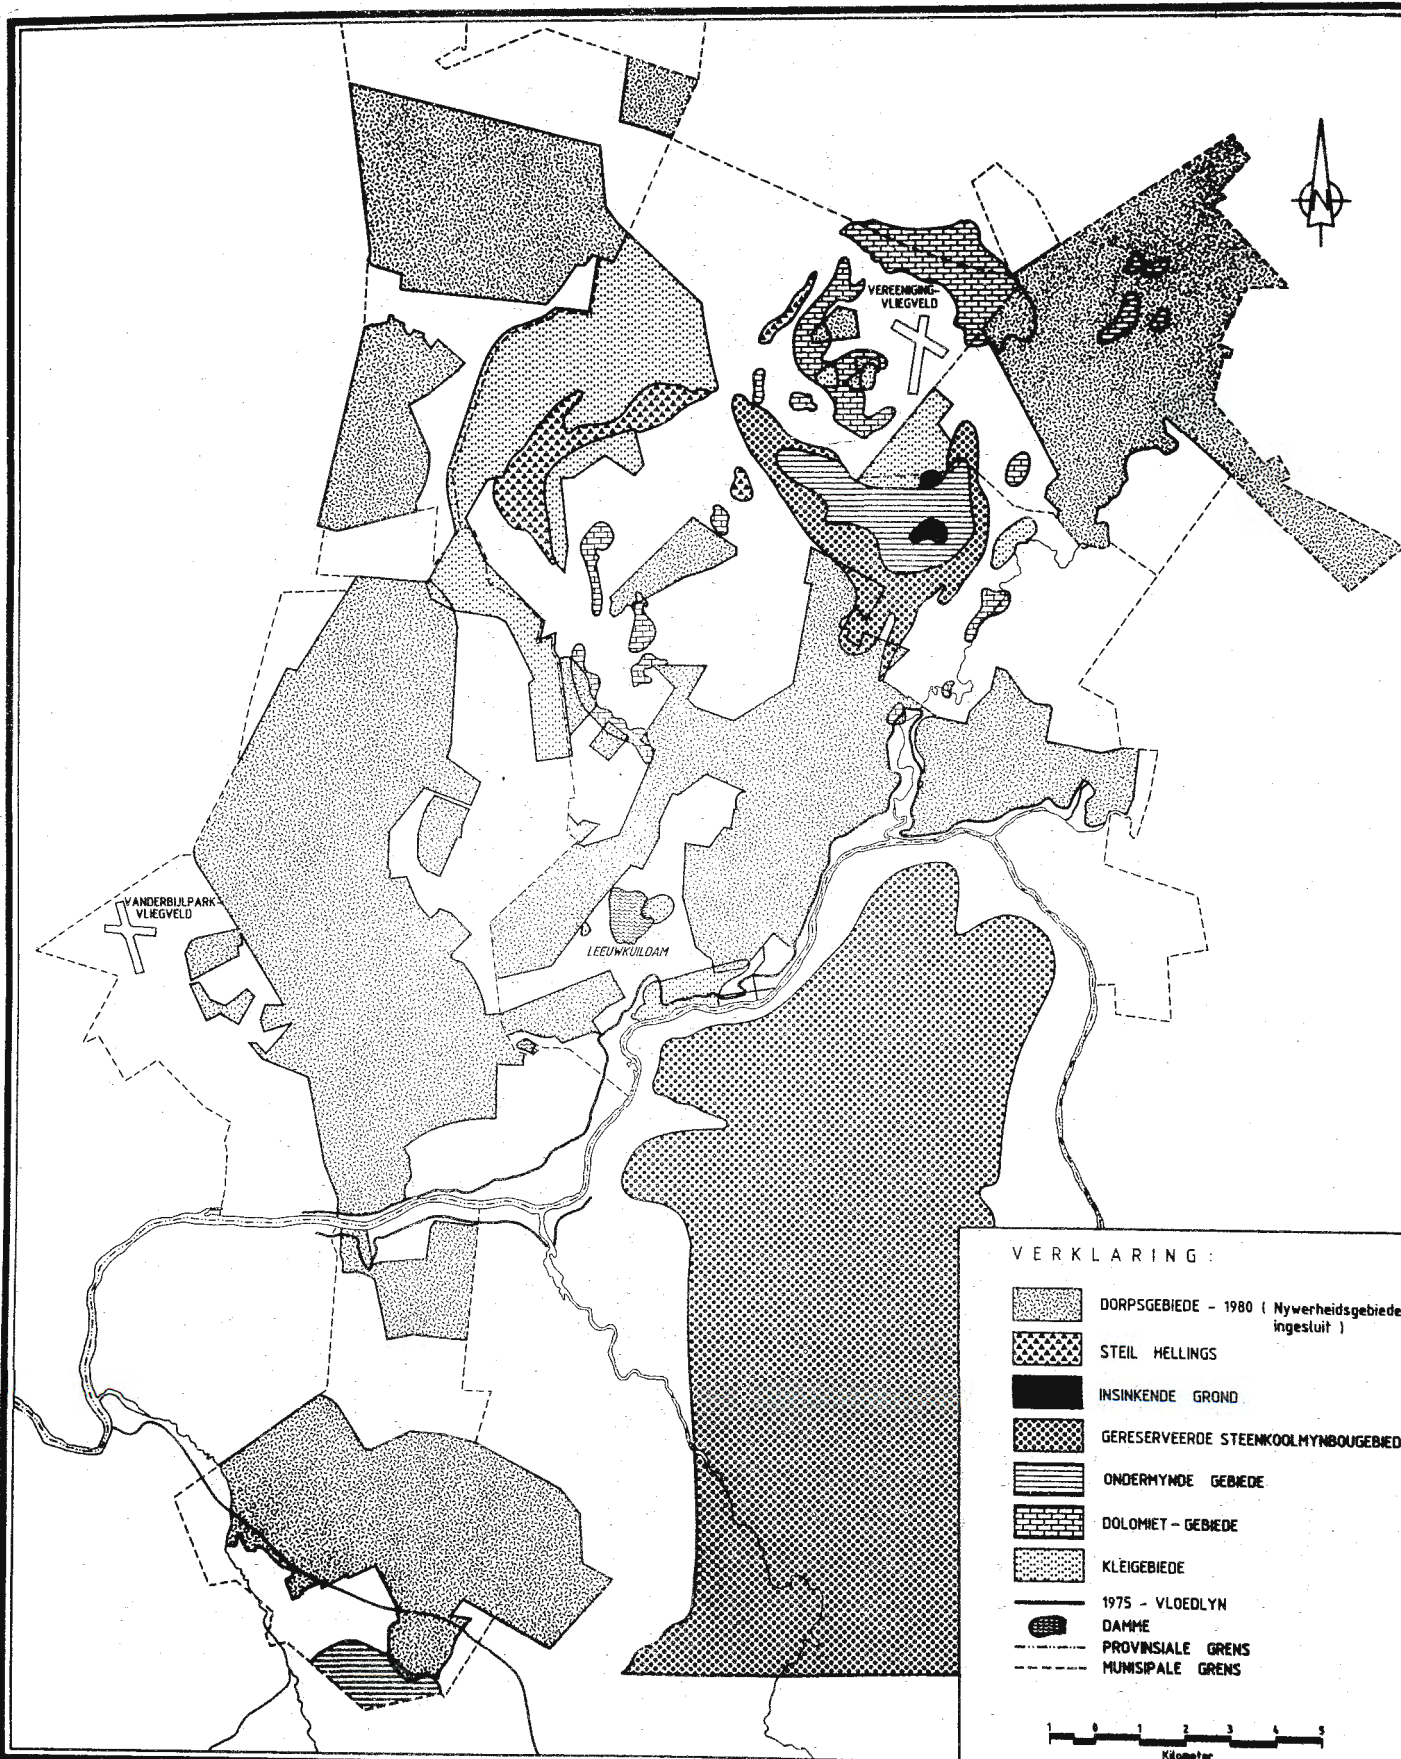 N
VEREENIGING-
VLIEGVELD
VANDERBIJLPARK-
VLIEGVELD
LEEUWKUILDAM
VERKLARING :
DORPSGEBIEDE - 1980 ( Nywerheidsgebiede
ingesluit )
STEIL HELLINGS
INSINKENDE GROND
GERESERVEERDE STEENKOOLMYNBOUGEBIED
ONDERMYNDE GEBIEDE
DOLOMIET - GEBIEDE
KLEIGEBIEDE
1975 - VLOEDLYN
DAMME
PROVINSIALE GRENS
MUNISIPALE GRENS
1 0 1 2 3 4 5
Kilometer